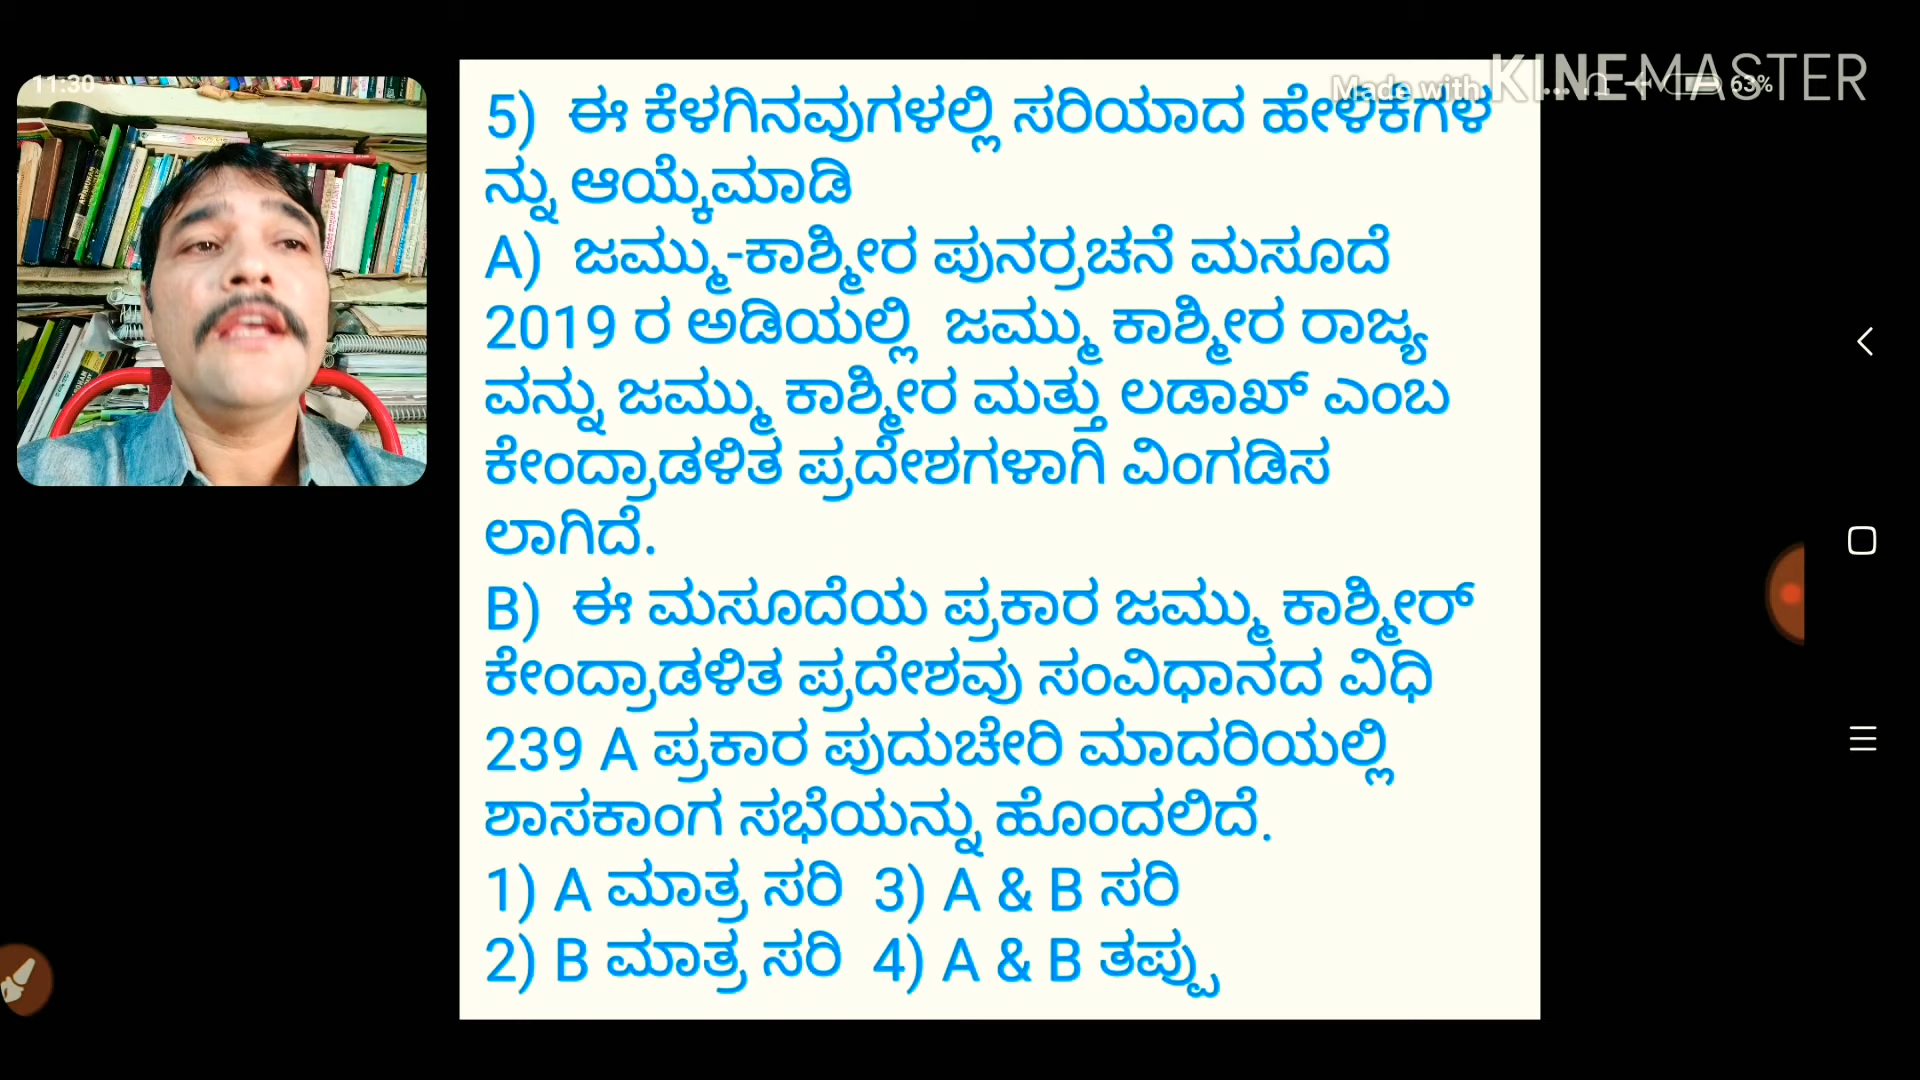 11:30
Made with KINEMASTER
63%
5) ಈ ಕೆಳಗಿನವುಗಳಲ್ಲಿ ಸರಿಯಾದ ಹೇಳಿಕೆಗಳ
ನ್ನು ಆಯ್ಕೆಮಾಡಿ
A) ಜಮ್ಮು-ಕಾಶ್ಮೀರ ಪುನರ‍್ರಚನೆ ಮಸೂದೆ
2019 ರ ಅಡಿಯಲ್ಲಿ ಜಮ್ಮು ಕಾಶ್ಮೀರ ರಾಜ್ಯ
ವನ್ನು ಜಮ್ಮು ಕಾಶ್ಮೀರ ಮತ್ತು ಲಡಾಖ್ ಎಂಬ
ಕೇಂದ್ರಾಡಳಿತ ಪ್ರದೇಶಗಳಾಗಿ ವಿಂಗಡಿಸ
ಲಾಗಿದೆ.
B) ಈ ಮಸೂದೆಯ ಪ್ರಕಾರ ಜಮ್ಮು ಕಾಶ್ಮೀರ್
ಕೇಂದ್ರಾಡಳಿತ ಪ್ರದೇಶವು ಸಂವಿಧಾನದ ವಿಧಿ
239 A ಪ್ರಕಾರ ಪುದುಚೇರಿ ಮಾದರಿಯಲ್ಲಿ
ಶಾಸಕಾಂಗ ಸಭೆಯನ್ನು ಹೊಂದಲಿದೆ.
1) A ಮಾತ್ರ ಸರಿ 3) A & B ಸರಿ
2) B ಮಾತ್ರ ಸರಿ 4) A & B ತಪ್ಪು